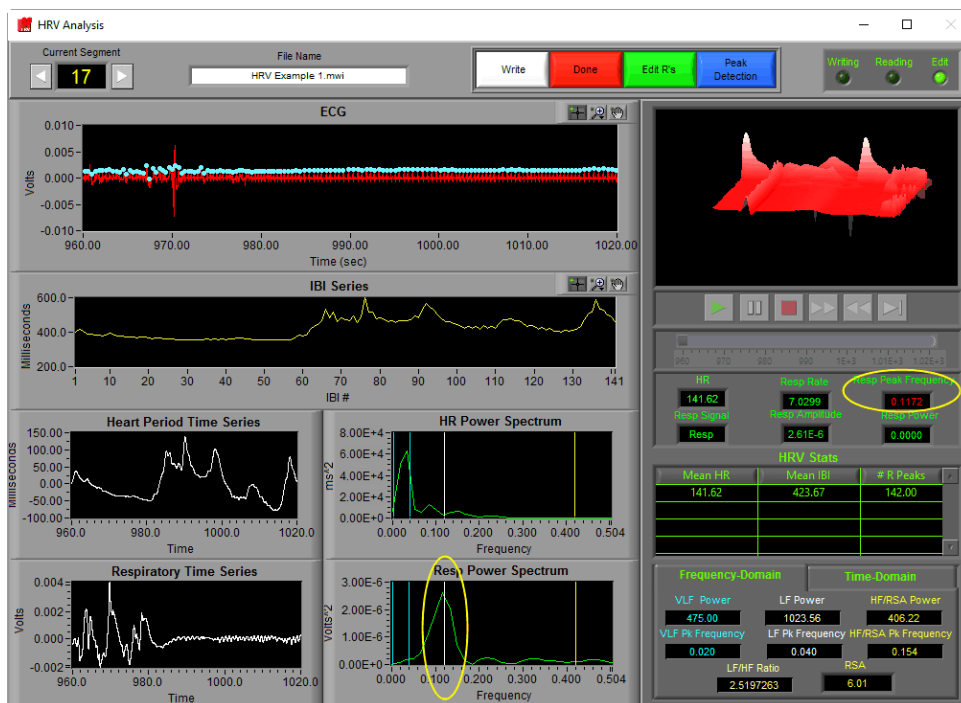 HRV Analysis
Current Segment
17
File Name
HRV Example 1.mwi
Write
Done
Edit R's
Peak
Detection
Writing
Reading
Edit
ECG
Volts
0.010
0.005
0.000
-0.005
-0.010
960.00 970.00 980.00 990.00 1000.00 1010.00 1020.00
Time (sec)
IBI Series
Milliseconds
600.0
400.0
200.0
1 10 20 30 40 50 60 70 80 90 100 110 120 130 141
IBI #
Heart Period Time Series
Milliseconds
150.00
100.00
50.00
0.00
-50.00
-100.00
960.0 980.0 1000.0 1020.0
Time
HR Power Spectrum
ms^2
8.00E+4
6.00E+4
4.00E+4
2.00E+4
0.00E+0
0.000 0.100 0.200 0.300 0.400 0.504
Frequency
Respiratory Time Series
Volts
0.004
0.002
0.000
-0.002
960.0 980.0 1000.0 1020.0
Time
Resp Power Spectrum
Volts^2
3.00E-6
2.00E-6
1.00E-6
0.00E+0
0.000 0.100 0.200 0.300 0.400 0.504
Frequency
960 970 980 990 1E+3 1.01E+3 1.02E+3
HR
Resp Rate
Resp Peak Frequency
141.62
7.0299
0.1172
Resp Signal
Resp Amplitude
Resp Power
Resp
2.61E-6
0.0000
HRV Stats
Mean HR
Mean IBI
# R Peaks
141.62
423.67
142.00
Frequency-Domain
Time-Domain
VLF Power
LF Power
HF/RSA Power
475.00
1023.56
406.22
VLF Pk Frequency
LF Pk Frequency
HF/RSA Pk Frequency
0.020
0.040
0.154
LF/HF Ratio
RSA
2.5197263
6.01